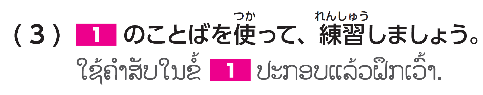 (3) 1 のことばを使って、練習しましょう。
ໃຊ້ຄຳສັບໃນຂໍ້ 1 ປະກອບແລ້ວຝຶກເວົ້າ.